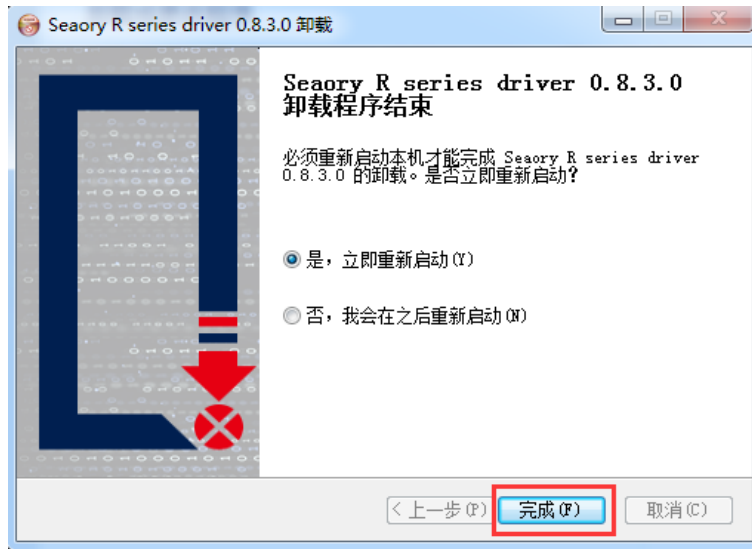 Seaory R series driver 0.8.3.0 卸载
Seaory R series driver 0.8.3.0
卸载程序结束
必须重新启动本机才能完成 Seaory R series driver
0.8.3.0 的卸载。是否立即重新启动?
是，立即重新启动(Y)
否，我会在之后重新启动(N)
< 上一步(P) 完成(F) 取消(C)